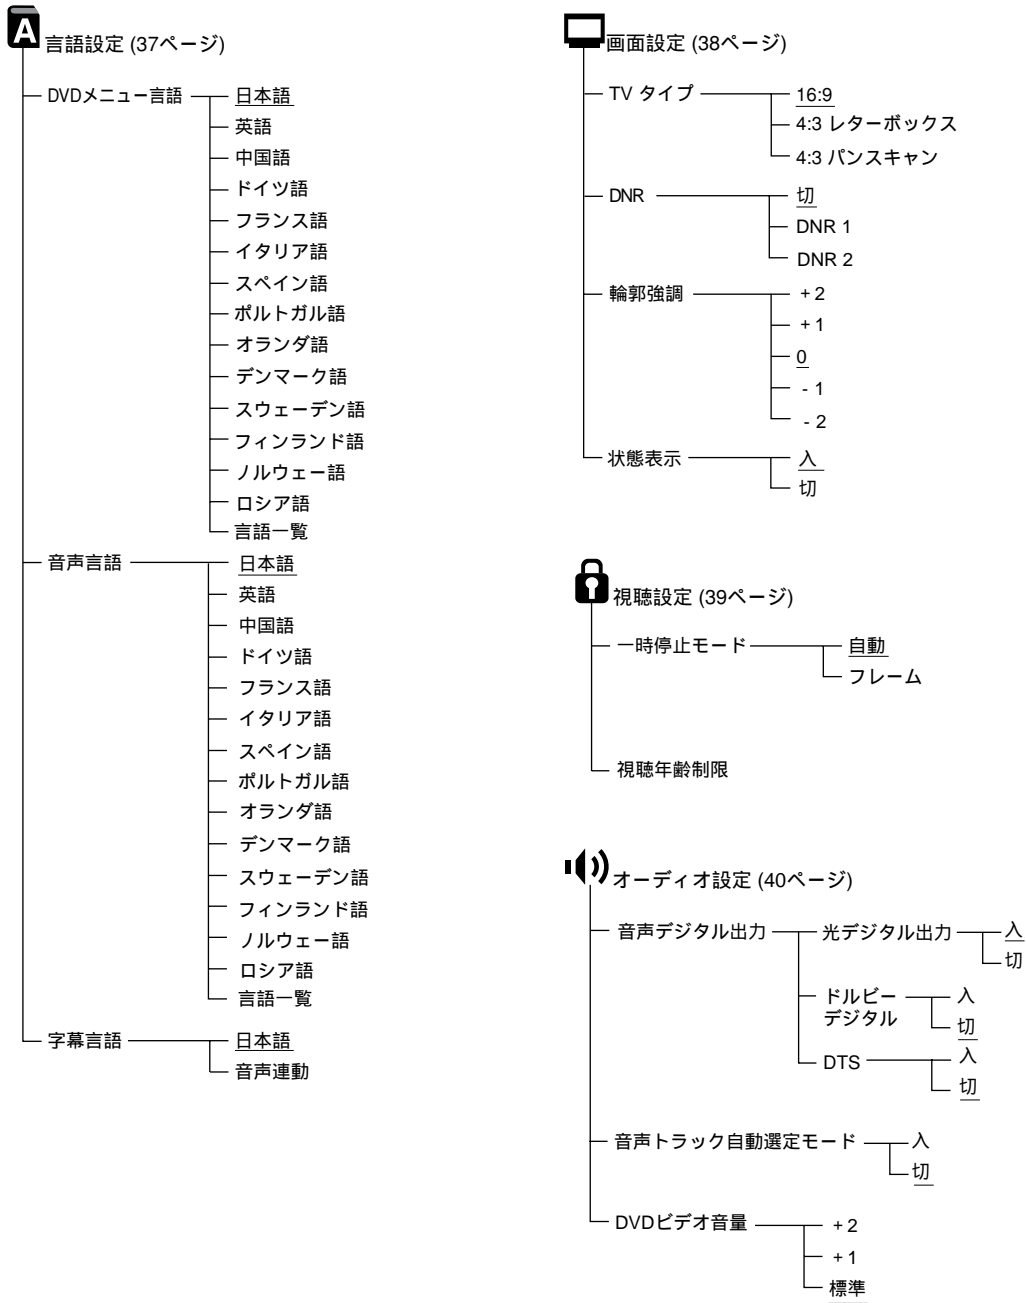 A 言語設定 (37ページ)
DVDメニュー言語
日本語
英語
中国語
ドイツ語
フランス語
イタリア語
スペイン語
ポルトガル語
オランダ語
デンマーク語
スウェーデン語
フィンランド語
ノルウェー語
ロシア語
言語一覧
音声言語
日本語
英語
中国語
ドイツ語
フランス語
イタリア語
スペイン語
ポルトガル語
オランダ語
デンマーク語
スウェーデン語
フィンランド語
ノルウェー語
ロシア語
言語一覧
字幕言語
日本語
音声連動
画面設定 (38ページ)
TV タイプ
16:9
4:3 レターボックス
4:3 パンスキャン
DNR
切
DNR 1
DNR 2
輪郭強調
+2
+1
0
- 1
- 2
状態表示
入
切
視聴設定 (39ページ)
一時停止モード
自動
フレーム
視聴年齢制限
オーディオ設定 (40ページ)
音声デジタル出力
光デジタル出力
入
切
ドルビー
デジタル
入
切
DTS
入
切
音声トラック自動選定モード
入
切
DVDビデオ音量
+2
+1
標準